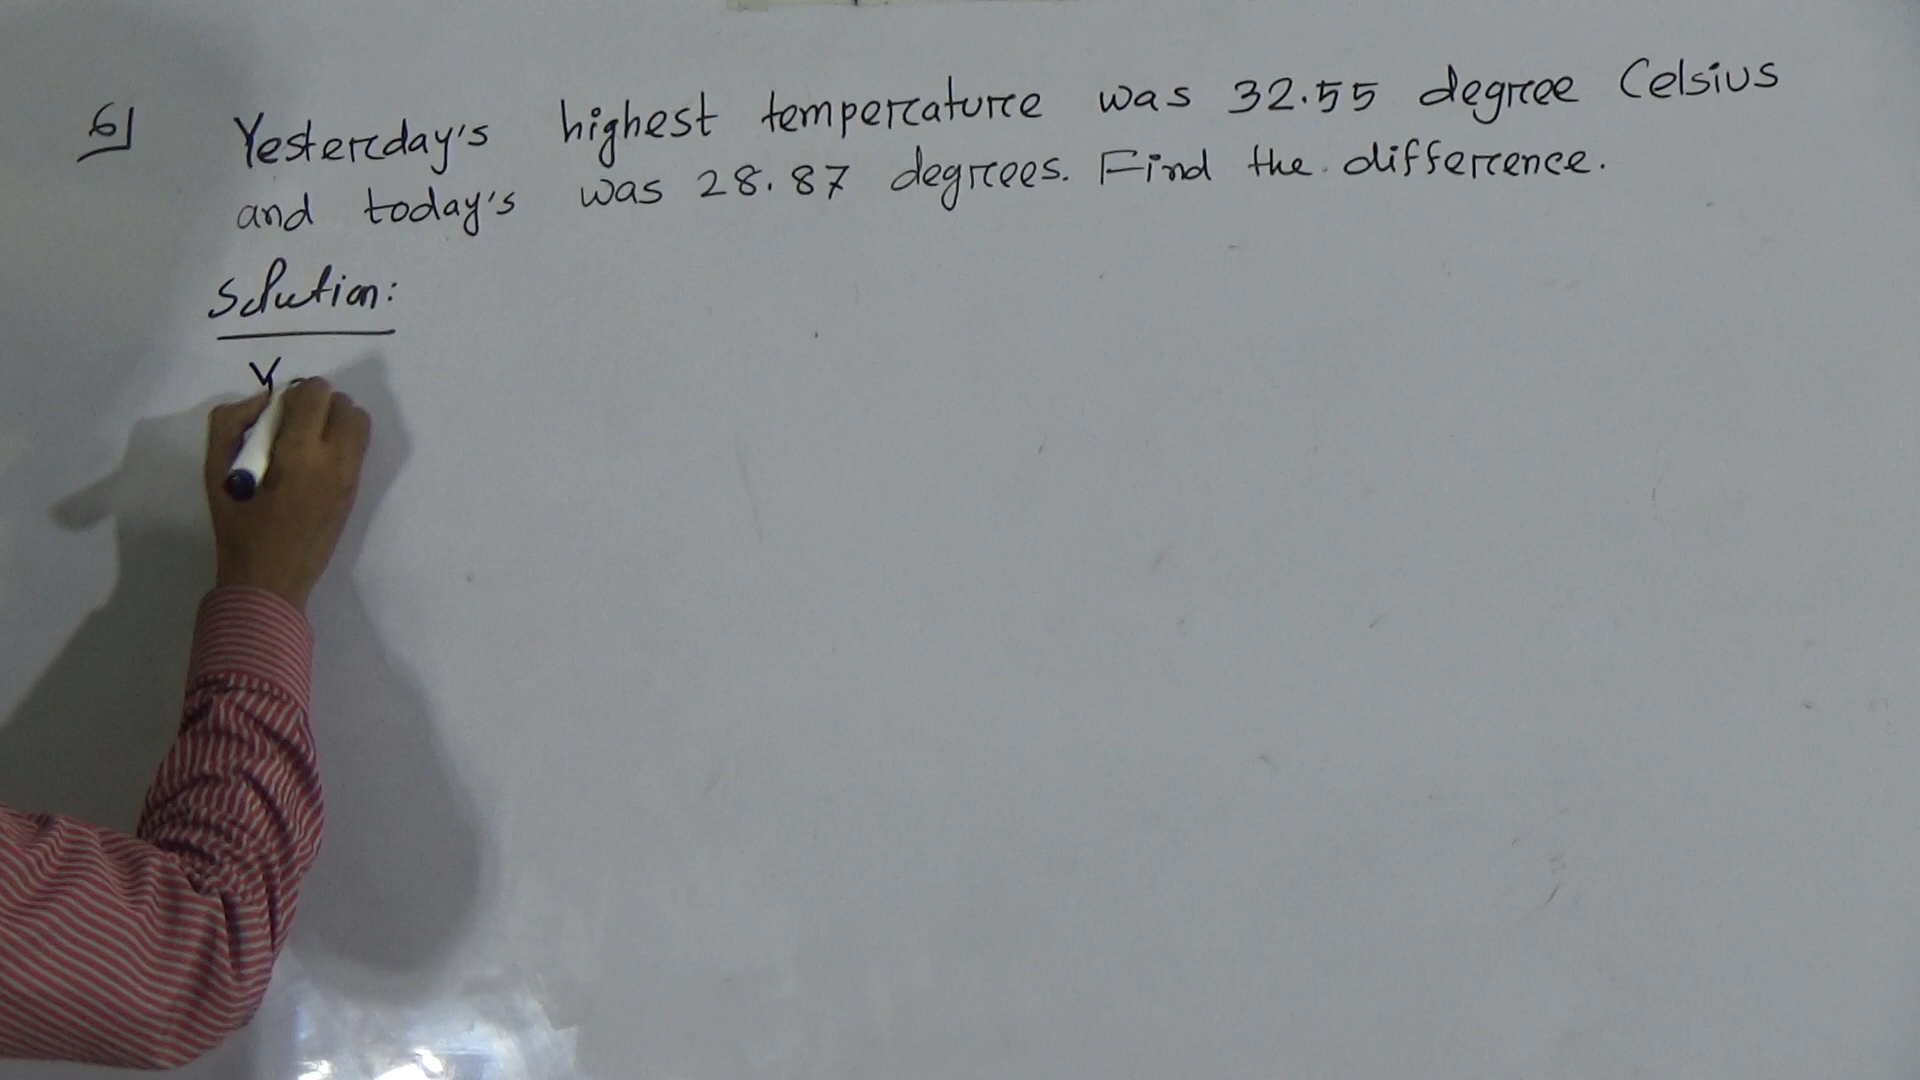 6] Yesterday's highest temperature was 32.55 degree Celsius
and today's was 28.87 degrees. Find the difference.
Solution:
Y